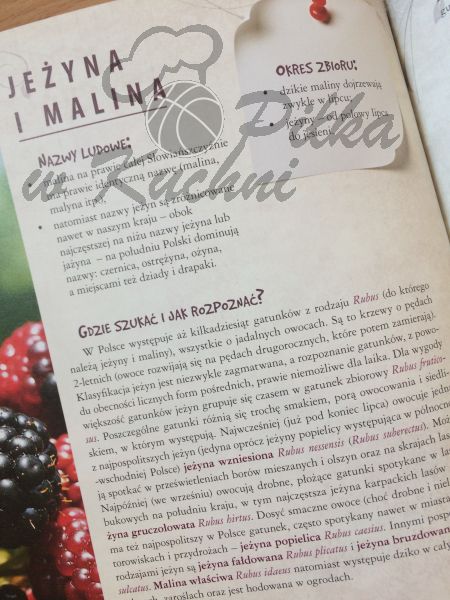 JEŻYNA
I MALINA
NAZWY LUDOWE:
• malina na prawie całej Słowiańszczyźnie
ma prawie identyczną nazwę (malina,
malyna itp.);
• natomiast nazwy jeżyn są zróżnicowane
nawet w naszym kraju – obok
najczęstszej na niżu nazwy jeżyna lub
jażyna – na południu Polski dominują
nazwy: czernica, ostrężyna, ożyna,
a miejscami też dziady i drapaki.
OKRES ZBIORU:
• dzikie maliny dojrzewają
zwykle w lipcu;
• jeżyny – od połowy lipca
do jesieni.
Piłka
w Kuchni
GDZIE SZUKAĆ I JAK ROZPOZNAĆ?
W Polsce występuje aż kilkadziesiąt gatunków z rodzaju Rubus (do którego
należą jeżyny i maliny), wszystkie o jadalnych owocach. Są to krzewy o pędach
2-letnich (owoce rozwijają się na pędach drugorocznych, które potem zamierają).
Klasyfikacja jeżyn jest niezwykle zagmatwana, a rozpoznanie gatunków, z powo-
du obecności licznych form pośrednich, prawie niemożliwe dla laika. Dla wygody
większość gatunków jeżyn grupuje się czasem w gatunek zbiorowy Rubus frutico-
sus. Poszczególne gatunki różnią się trochę smakiem, porą owocowania i siedli-
skiem, w którym występują. Najwcześniej (już pod koniec lipca) owocuje jedna
z najpospolitszych jeżyn (jedyna oprócz jeżyny popielicy występująca w północno-
-wschodniej Polsce) jeżyna wzniesiona Rubus nessensis (Rubus suberectus). Można
ją spotkać w prześwietleniach borów mieszanych i olszyn oraz na skrajach las
Najpóźniej (we wrześniu) owocują drobne, płożące gatunki spotykane w las
bukowych na południu kraju, w tym najczęstsza jeżyna karpackich lasów
żyna gruczołowata Rubus hirtus. Dosyć smaczne owoce (choć drobne i niel
ma też najpospolitszy w Polsce gatunek, często spotykany nawet w miasta
torowiskach i przydrożach – jeżyna popielica Rubus caesius. Innymi posp
rodzajami jeżyn są jeżyna fałdowana Rubus plicatus i jeżyna bruzdowan
sulcatus. Malina właściwa Rubus idaeus natomiast występuje dziko w cały
zaroślach oraz jest hodowana w ogrodach.